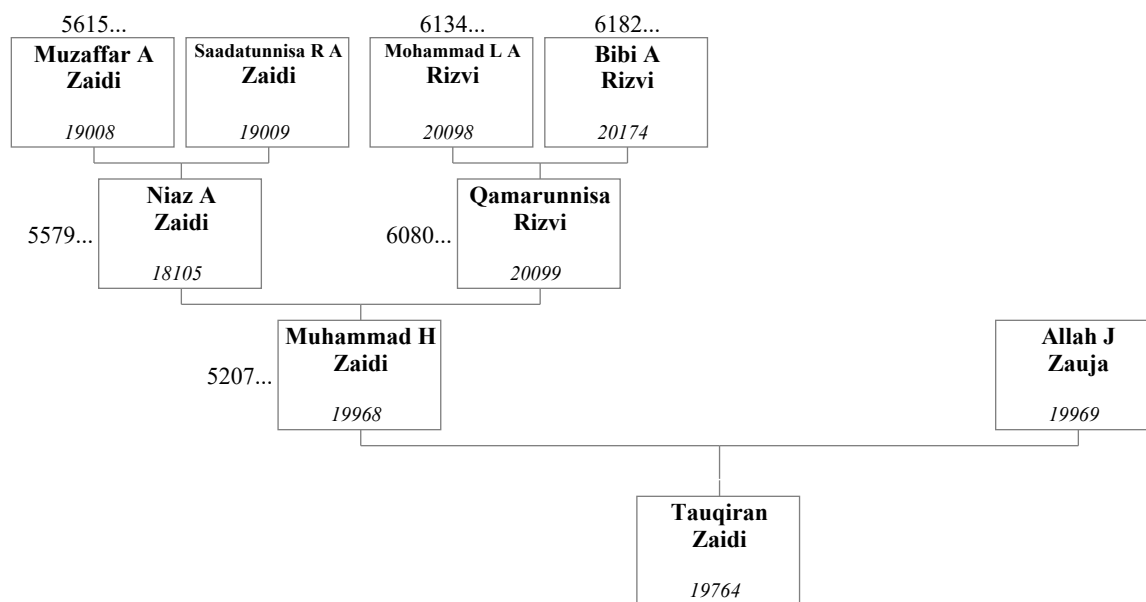 5615...
6134...
6182...
Muzaffar A
Zaidi
19008
Saadatunnisa R A
Zaidi
19009
Mohammad L A
Rizvi
20098
Bibi A
Rizvi
20174
5579...
Niaz A
Zaidi
18105
6080...
Qamarunnisa
Rizvi
20099
5207...
Muhammad H
Zaidi
19968
Allah J
Zauja
19969
Tauqiran
Zaidi
19764